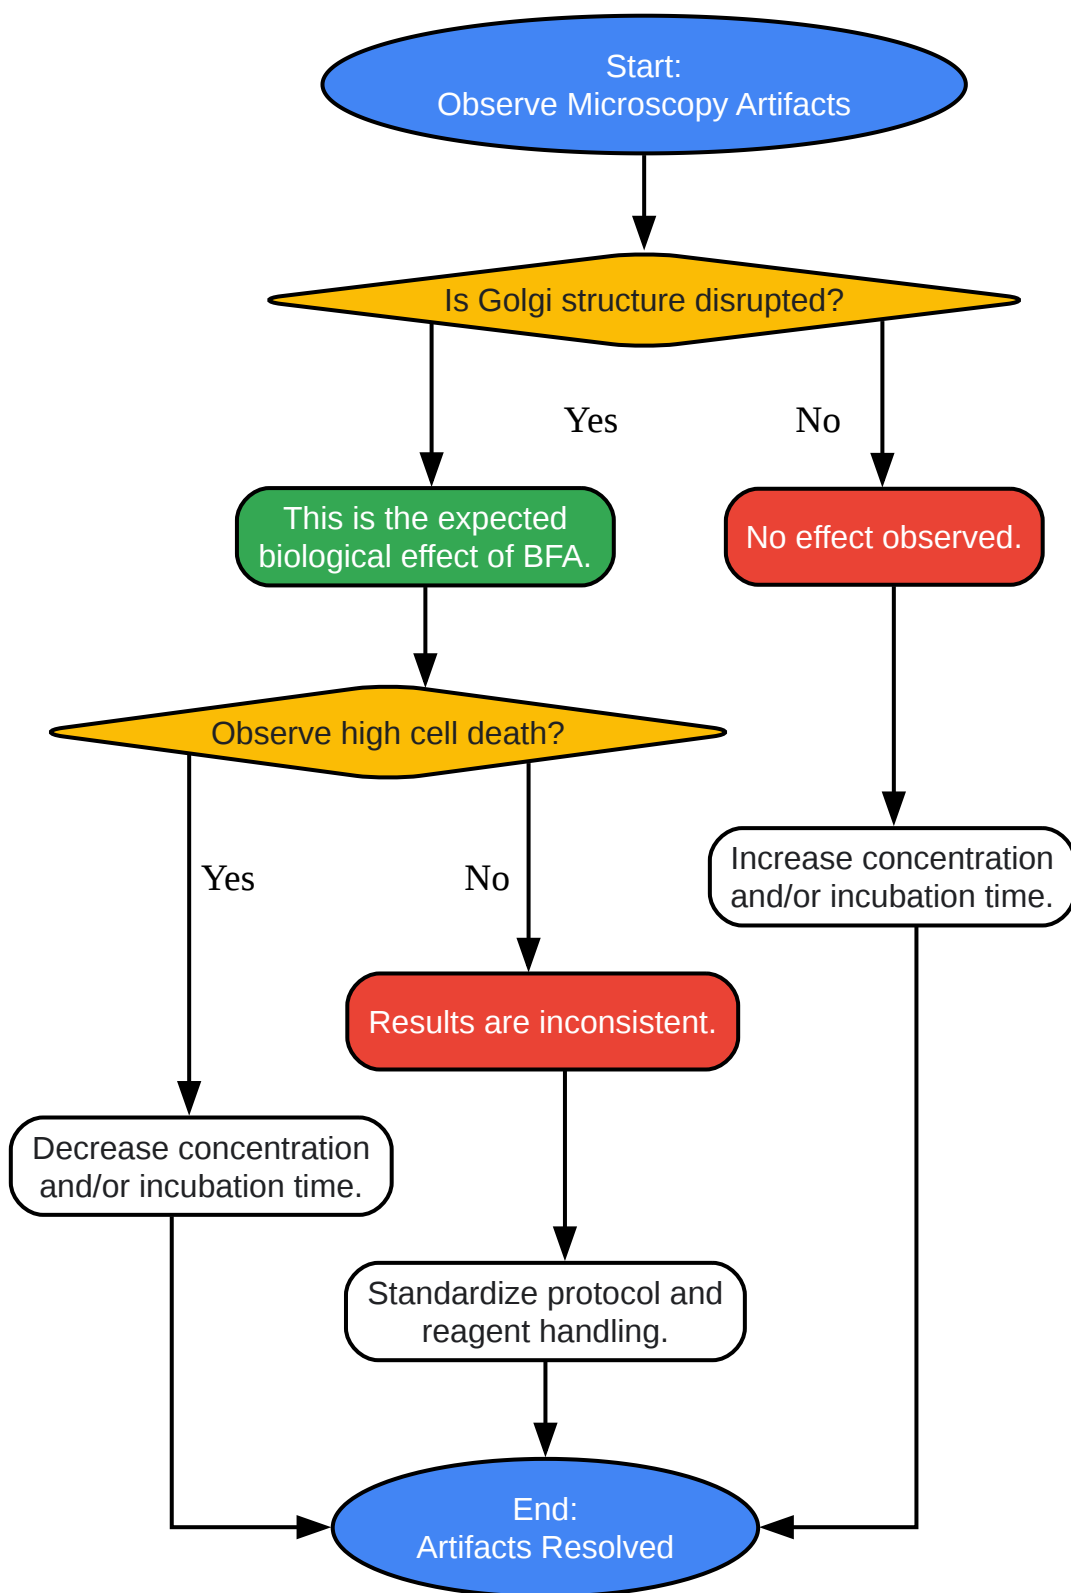 Start:
Observe Microscopy Artifacts
Is Golgi structure disrupted?
Yes
No
This is the expected
biological effect of BFA.
No effect observed.
Observe high cell death?
Yes
No
Increase concentration
and/or incubation time.
Results are inconsistent.
Decrease concentration
and/or incubation time.
Standardize protocol and
reagent handling.
End:
Artifacts Resolved